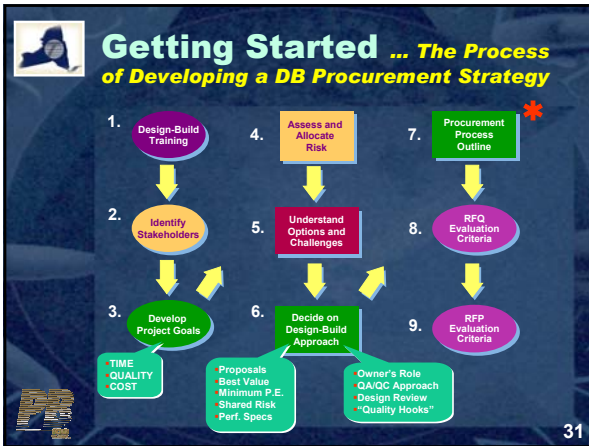 Getting Started ... The Process
of Developing a DB Procurement Strategy
1.
Design-Build
Training
2.
Identify
Stakeholders
3.
Develop
Project Goals
•TIME
•QUALITY
•COST
4.
Assess and
Allocate
Risk
5.
Understand
Options and
Challenges
6.
Decide on
Design-Build
Approach
•Proposals
•Best Value
•Minimum P.E.
•Shared Risk
•Perf. Specs
•Owner's Role
•QA/QC Approach
•Design Review
•"Quality Hooks"
7.
Procurement
Process
Outline
*
8.
RFQ
Evaluation
Criteria
9.
RFP
Evaluation
Criteria
31